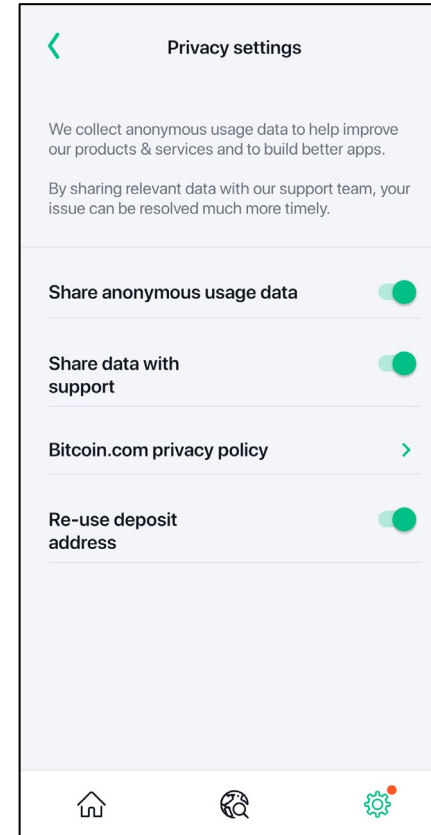 Privacy settings
We collect anonymous usage data to help improve
our products & services and to build better apps.
By sharing relevant data with our support team, your
issue can be resolved much more timely.
Share anonymous usage data
Share data with
support
Bitcoin.com privacy policy
Re-use deposit
address